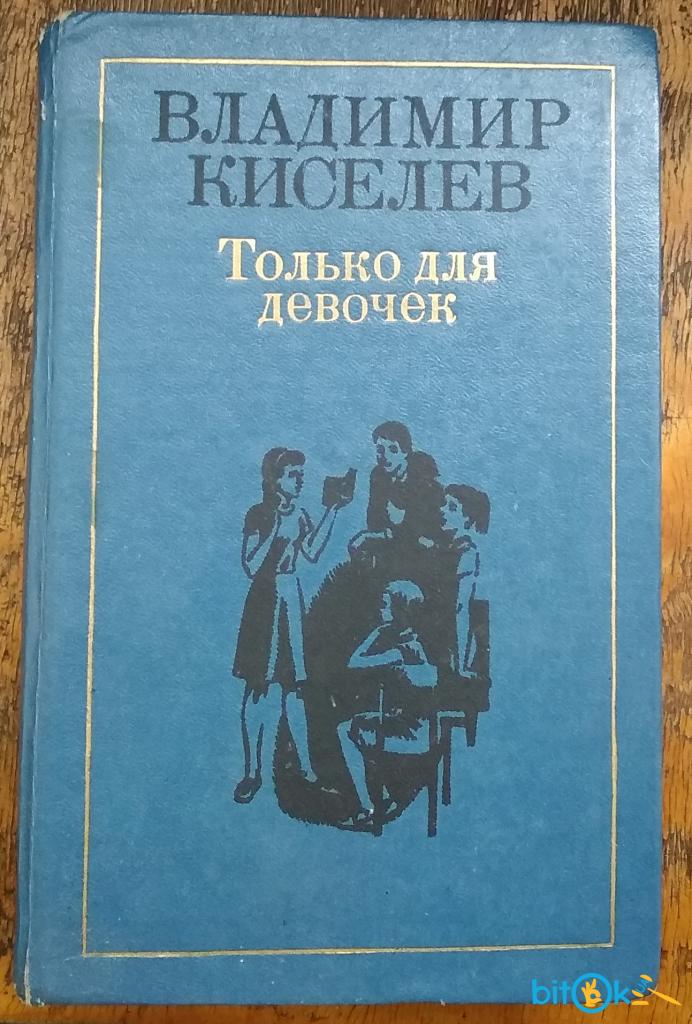 ВЛАДИМИР
КИСЕЛЕВ
Только для
девочек
bitOk